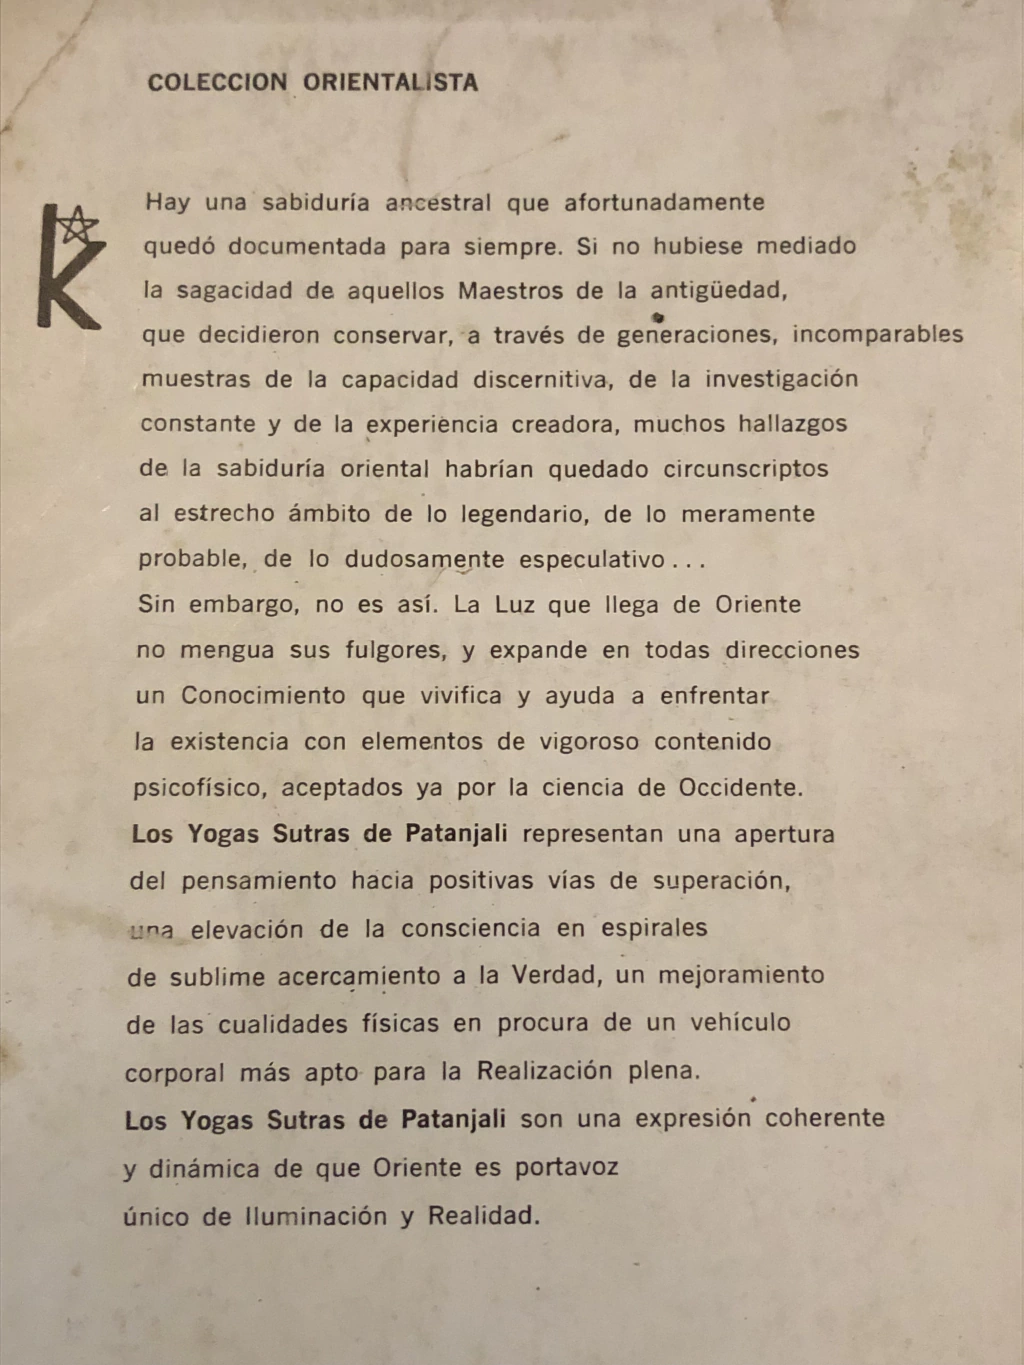 COLECCION ORIENTALISTA
k
Hay una sabiduría ancestral que afortunadamente
quedó documentada para siempre. Si no hubiese mediado
la sagacidad de aquellos Maestros de la antigüedad,
que decidieron conservar, a través de generaciones, incomparables
muestras de la capacidad discernitiva, de la investigación
constante y de la experiencia creadora, muchos hallazgos
de la sabiduría oriental habrían quedado circunscriptos
al estrecho ámbito de lo legendario, de lo meramente
probable, de lo dudosamente especulativo...
Sin embargo, no es así. La Luz que llega de Oriente
no mengua sus fulgores, y expande en todas direcciones
un Conocimiento que vivifica y ayuda a enfrentar
la existencia con elementos de vigoroso contenido
psicofísico, aceptados ya por la ciencia de Occidente.
Los Yogas Sutras de Patanjali representan una apertura
del pensamiento hacia positivas vías de superación,
una elevación de la consciencia en espirales
de sublime acercamiento a la Verdad, un mejoramiento
de las cualidades físicas en procura de un vehículo
corporal más apto para la Realización plena.
Los Yogas Sutras de Patanjali son una expresión coherente
y dinámica de que Oriente es portavoz
único de Iluminación y Realidad.